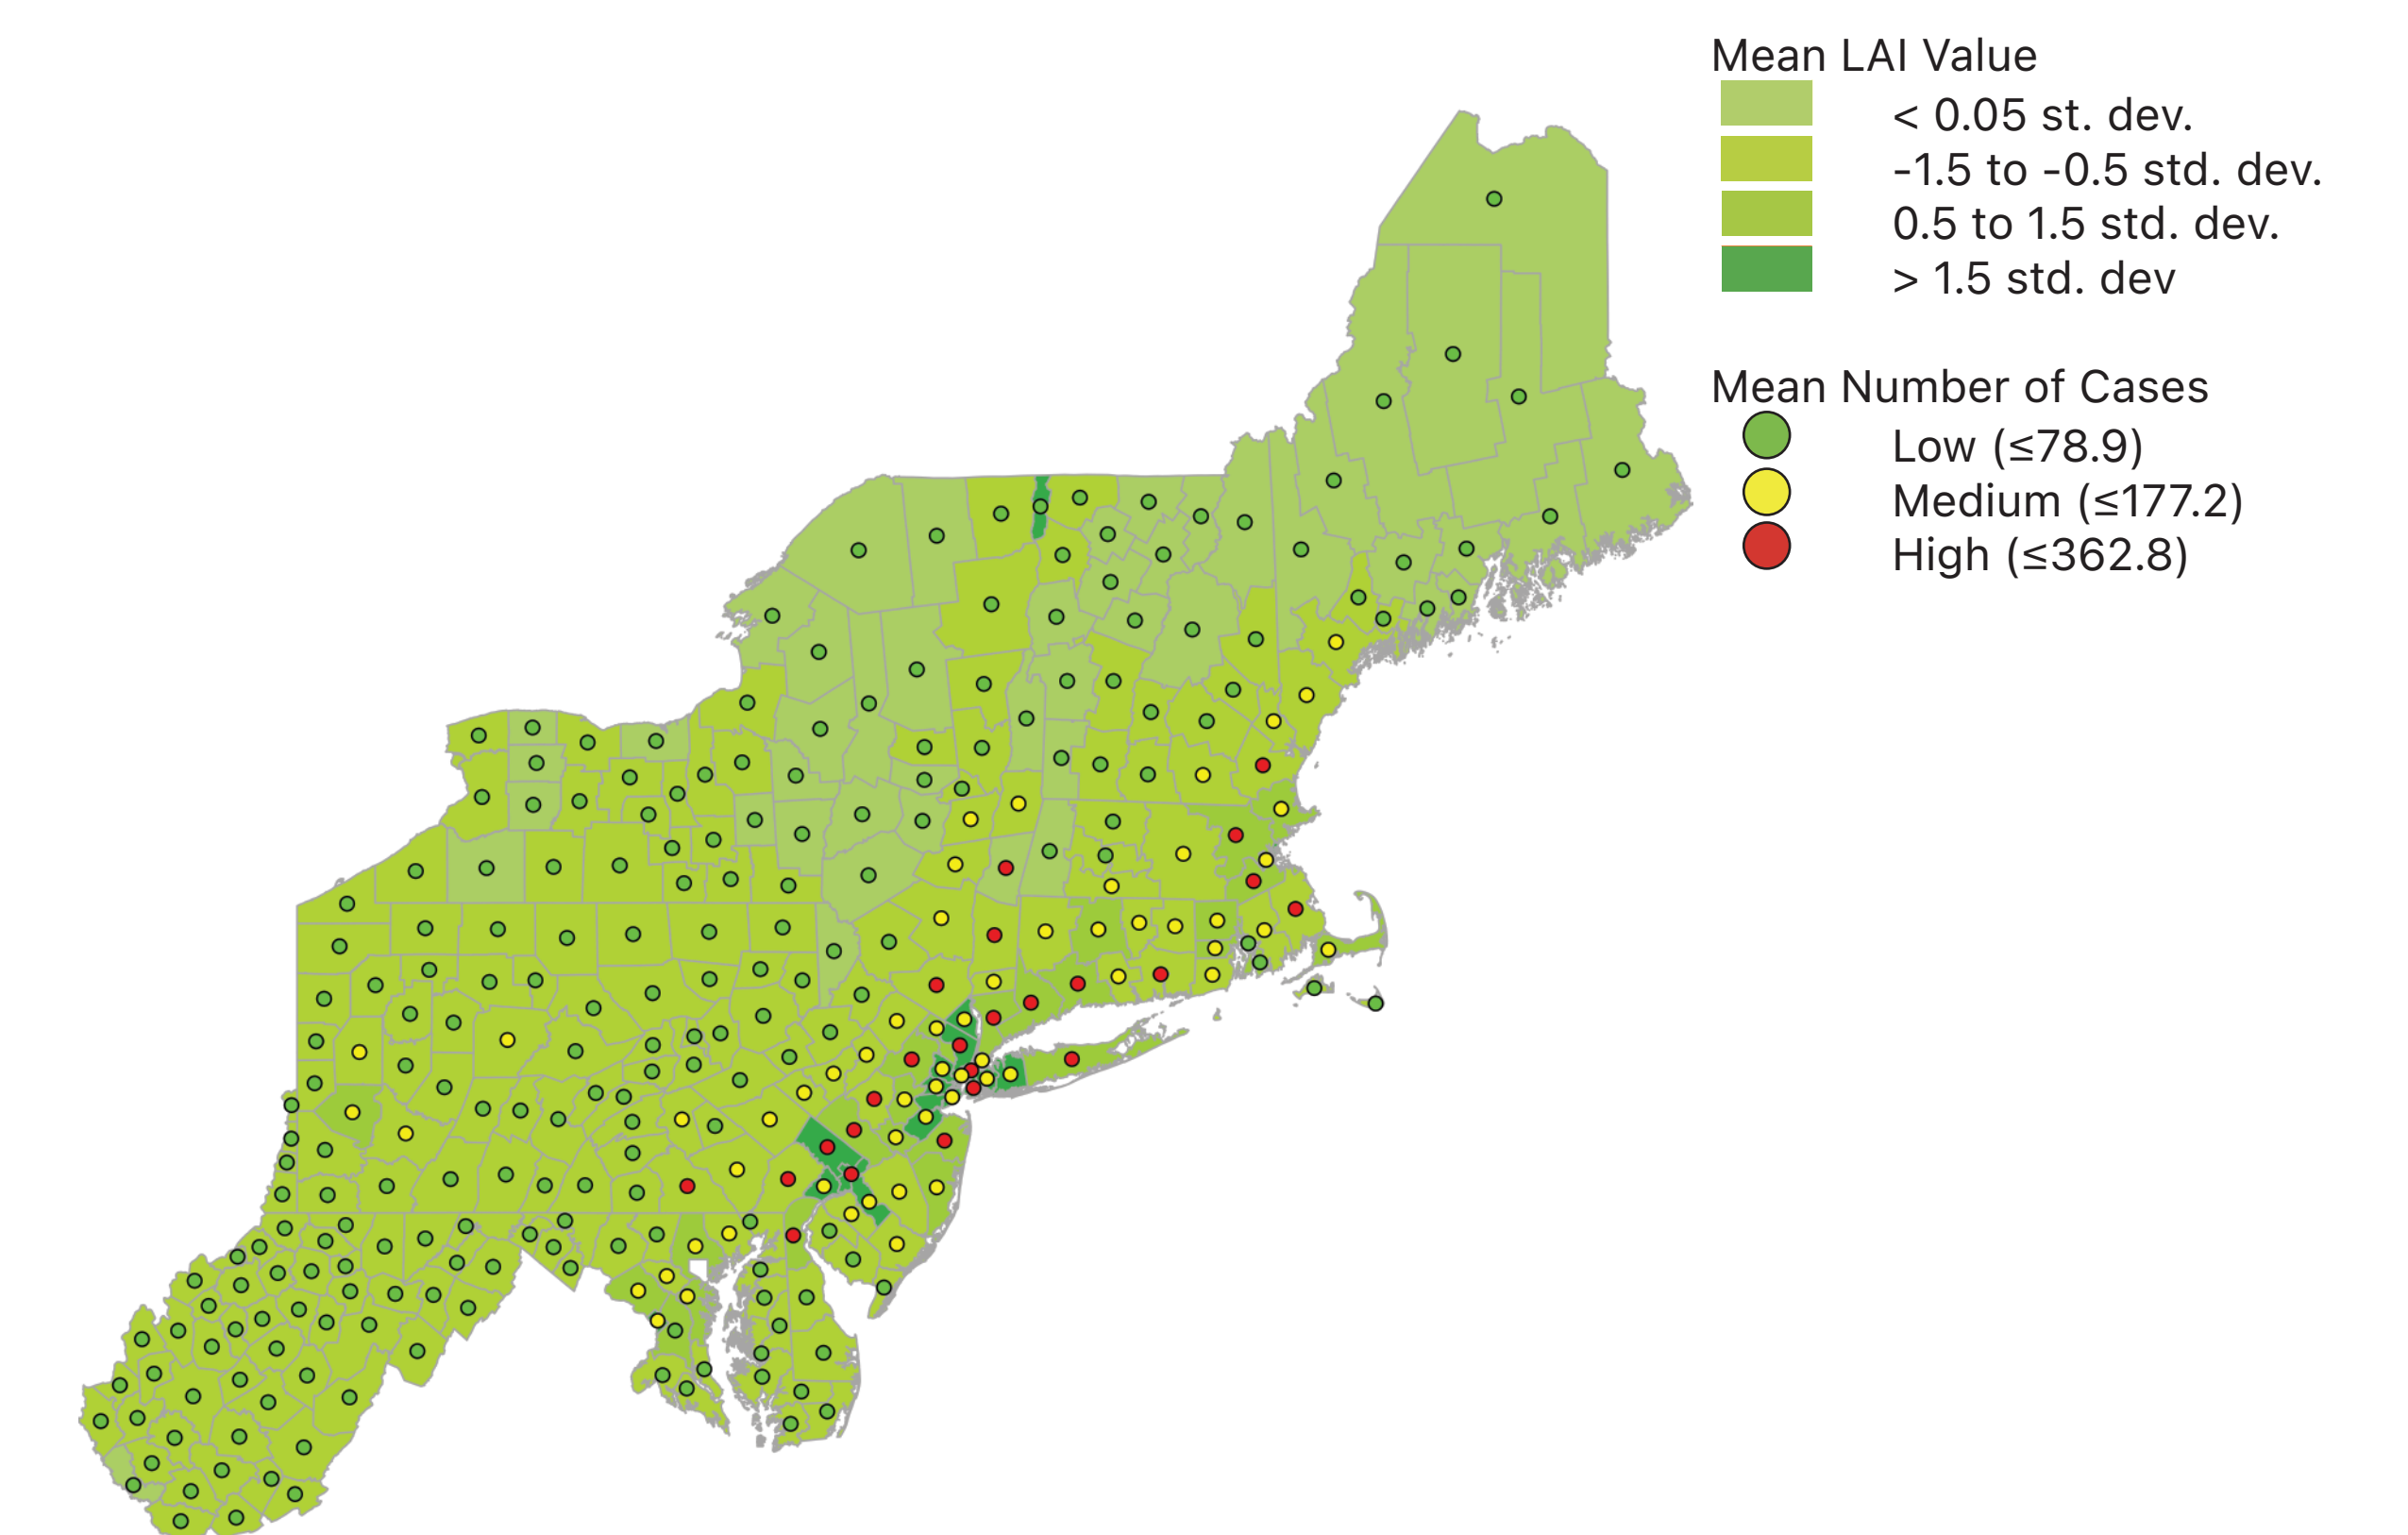 Mean LAI Value
< 0.05 st. dev.
-1.5 to -0.5 std. dev.
0.5 to 1.5 std. dev.
> 1.5 std. dev
Mean Number of Cases
Low (≤78.9)
Medium (≤177.2)
High (≤362.8)